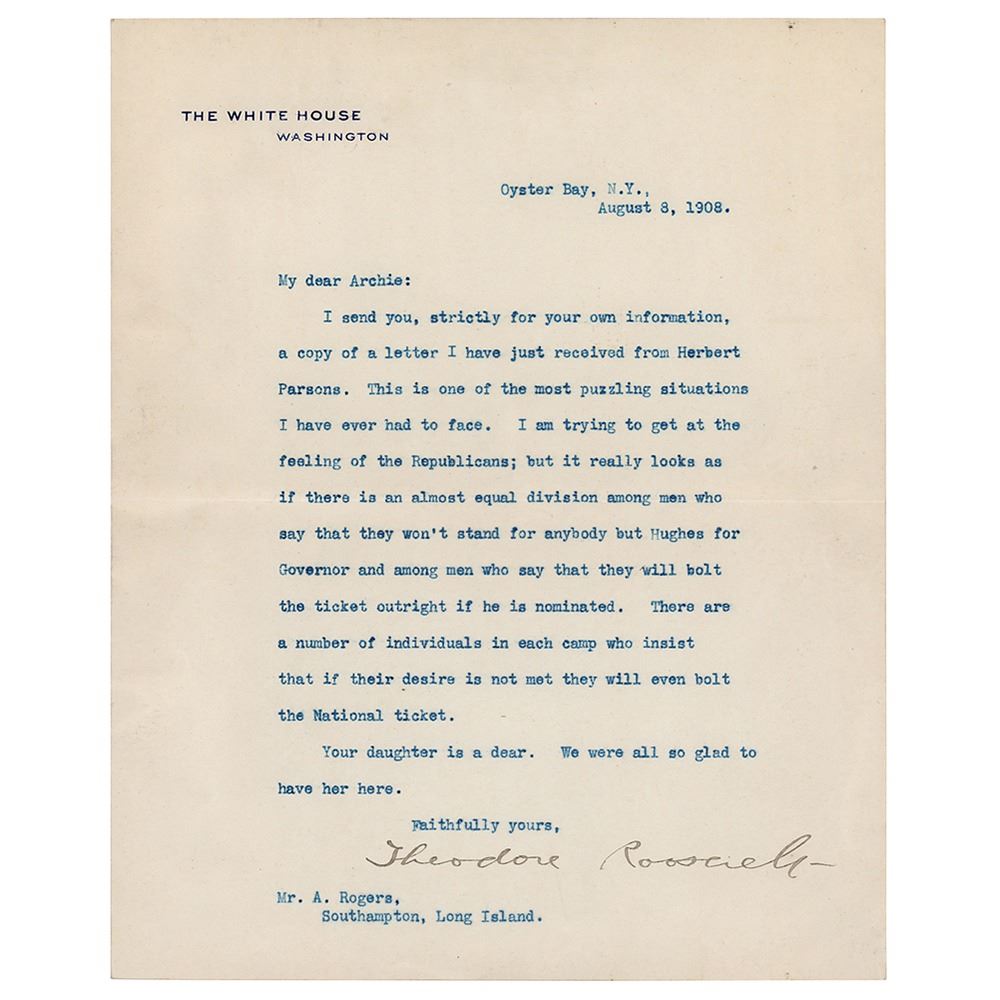 THE WHITE HOUSE
WASHINGTON
Oyster Bay, N.Y.,
August 8, 1908.
My dear Archie:
I send you, strictly for your own information,
a copy of a letter I have just received from Herbert
Parsons. This is one of the most puzzling situations
I have ever had to face. I am trying to get at the
feeling of the Republicans; but it really looks as
if there is an almost equal division among men who
say that they won't stand for anybody but Hughes for
Governor and among men who say that they will bolt
the ticket outright if he is nominated. There are
a number of individuals in each camp who insist
that if their desire is not met they will even bolt
the National ticket.
Your daughter is a dear. We were all so glad to
have her here.
Faithfully yours,
Theodore Roosevelt
Mr. A. Rogers,
Southampton, Long Island.